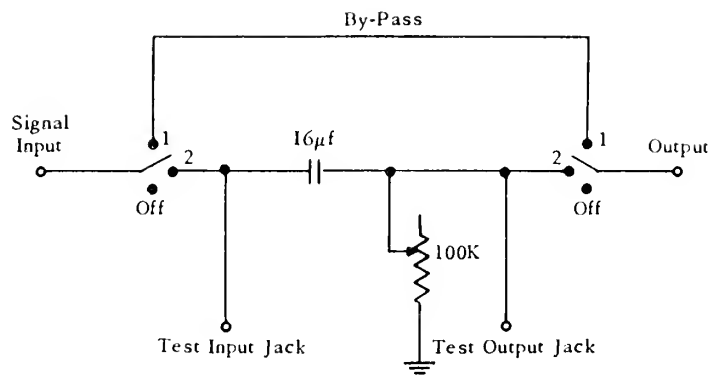 By-Pass
Signal
Input
1
2
Off
16µf
100K
2
1
Off
Output
Test Input Jack
Test Output Jack